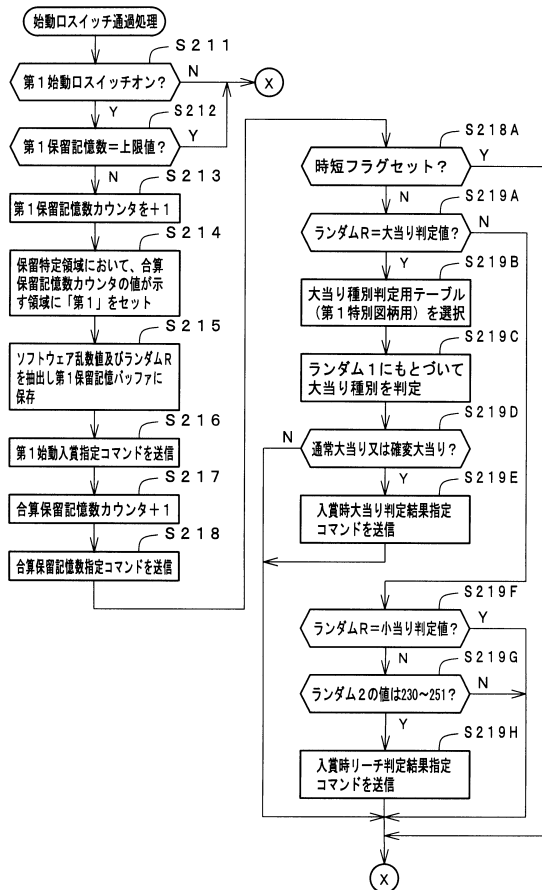 始動口スイッチ通過処理
S211
第1始動口スイッチオン?
N
X
Y
S212
第1保留記憶数=上限値?
Y
N
S213
第1保留記憶数カウンタを+1
S214
保留特定領域において、合算
保留記憶数カウンタの値が示
す領域に「第1」をセット
S215
ソフトウェア乱数値及びランダムR
を抽出し第1保留記憶バッファに
保存
S216
第1始動入賞指定コマンドを送信
S217
合算保留記憶数カウンタ+1
S218
合算保留記憶数指定コマンドを送信
S218A
時短フラグセット?
Y
N
S219A
ランダムR=大当り判定値?
N
Y
S219B
大当り種別判定用テーブル
(第1特別図柄用)を選択
S219C
ランダム1にもとづいて
大当り種別を判定
S219D
N
通常大当り又は確変大当り?
Y
S219E
入賞時大当り判定結果指定
コマンドを送信
S219F
ランダムR=小当り判定値?
Y
N
S219G
ランダム2の値は230~251?
N
Y
S219H
入賞時リーチ判定結果指定
コマンドを送信
X